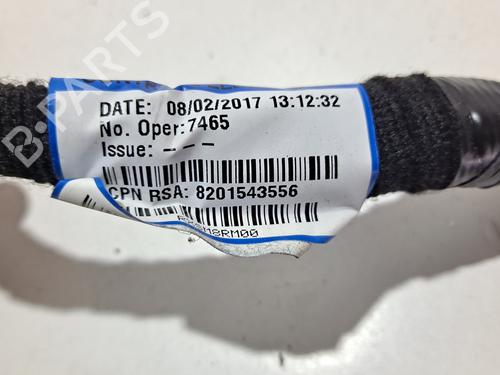 DATE: 08/02/2017 13:12:32
No. Oper:7465
Issue: - - -
CPN RSA: 8201543556
B-PARTS